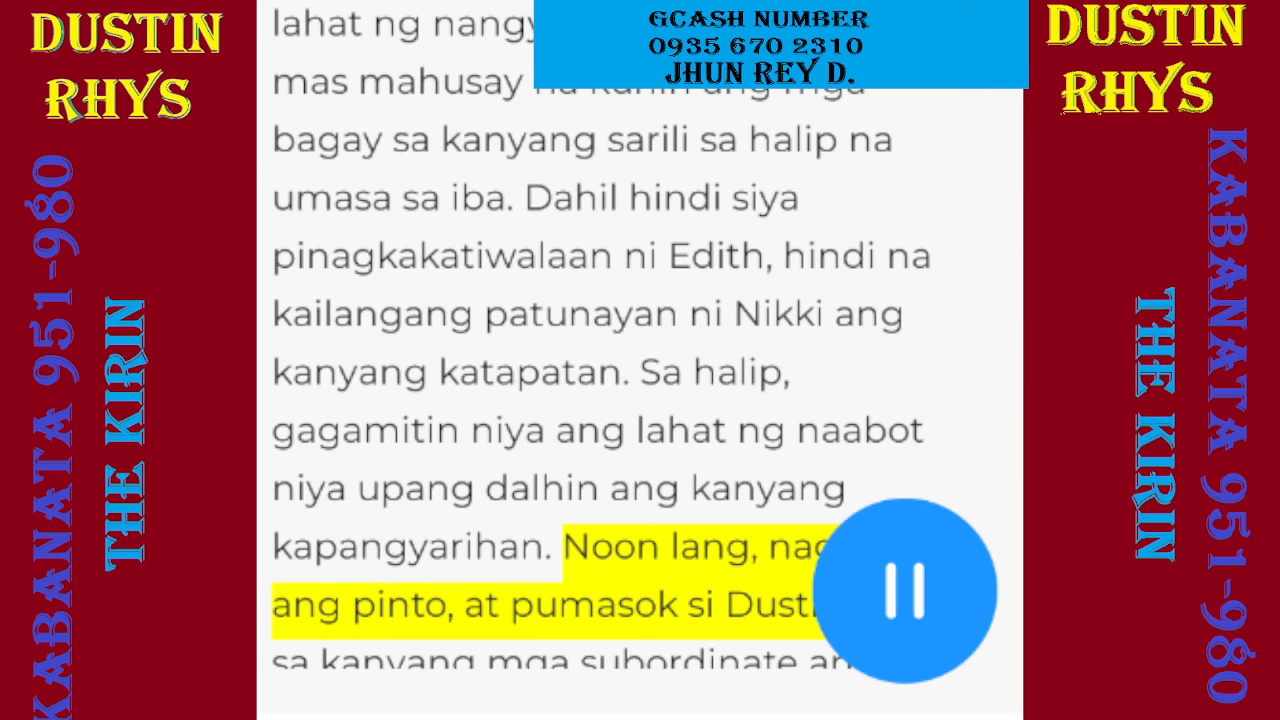 DUSTIN
RHYS
KABANATA 951-980
THE KIRIN
lahat ng
mas mahusay
bagay sa kanyang sarili sa halip na
umasa sa iba. Dahil hindi siya
pinagkakatiwalaan ni Edith, hindi na
kailangang patunayan ni Nikki ang
kanyang katapatan. Sa halip,
gagamitin niya ang lahat ng naabot
niya upang dalhin ang kanyang
kapangyarihan. Noon lang,
ang pinto, at pumasok si
sa kanyang mga subordinate
GCASH NUMBER
0935 670 2310
JHUN REY D.
DUSTIN
RHYS
KABANATA 951-980
THE KIRIN